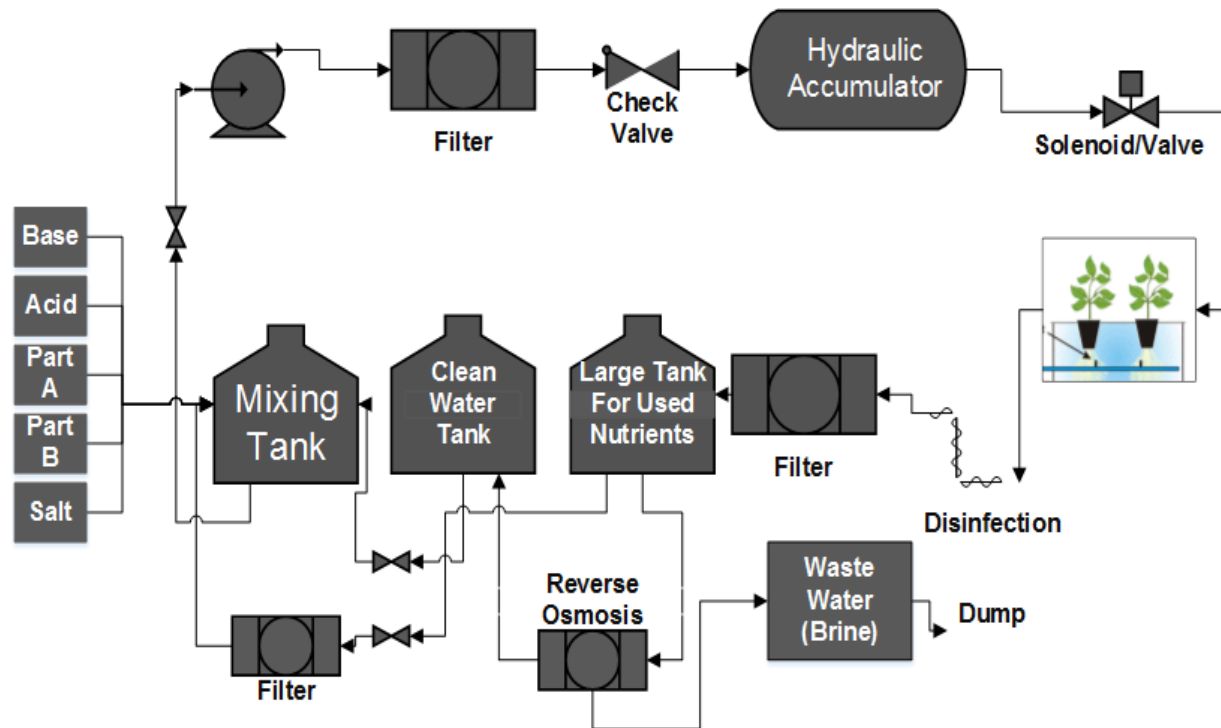 Hydraulic
Accumulator
Filter
Check
Valve
Solenoid/Valve
Base
Acid
Part
A
Part
B
Salt
Mixing
Tank
Clean
Water
Tank
Large Tank
For Used
Nutrients
Filter
Disinfection
Reverse
Osmosis
Waste
Water
(Brine)
Dump
Filter